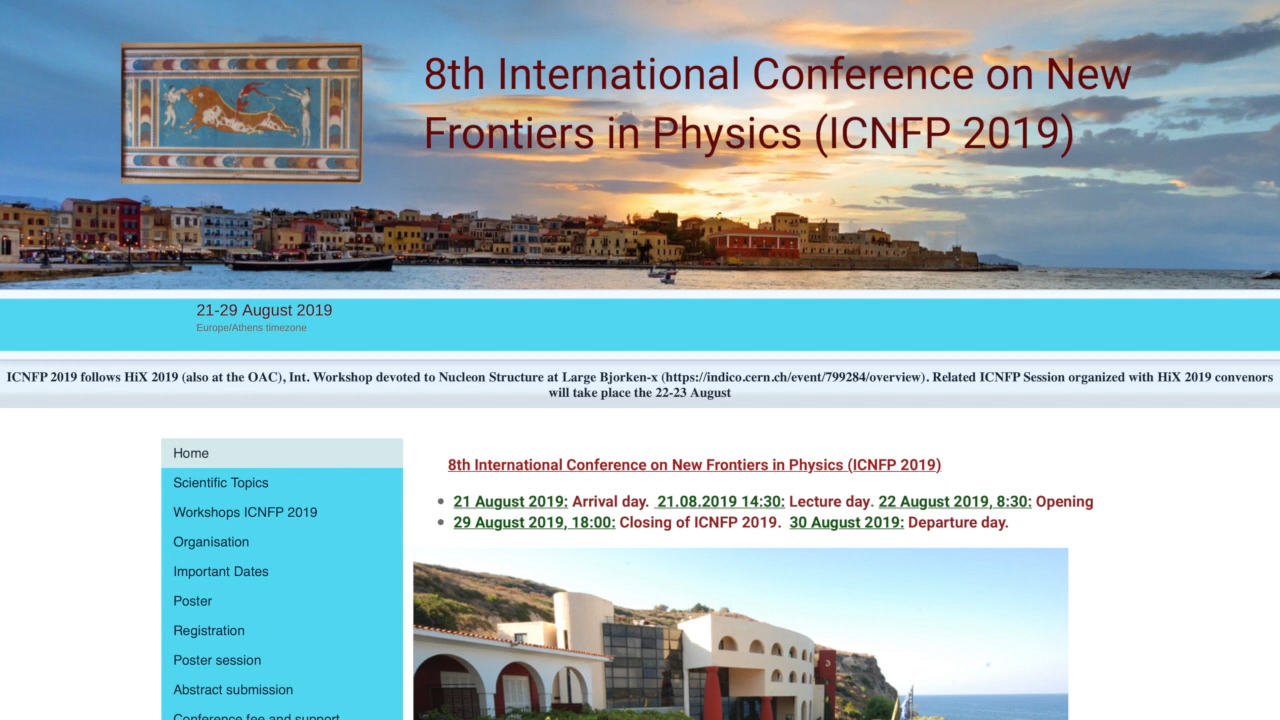 8th International Conference on New
Frontiers in Physics (ICNFP 2019)
21-29 August 2019
Europe/Athens timezone
ICNFP 2019 follows HiX 2019 (also at the OAC), Int. Workshop devoted to Nucleon Structure at Large Bjorken-x (https://indico.cern.ch/event/799284/overview). Related ICNFP Session organized with HiX 2019 convenors
will take place the 22-23 August
Home
Scientific Topics
Workshops ICNFP 2019
Organisation
Important Dates
Poster
Registration
Poster session
Abstract submission
Conference fee and support
8th International Conference on New Frontiers in Physics (ICNFP 2019)
21 August 2019: Arrival day. 21.08.2019 14:30: Lecture day. 22 August 2019, 8:30: Opening
29 August 2019, 18:00: Closing of ICNFP 2019. 30 August 2019: Departure day.